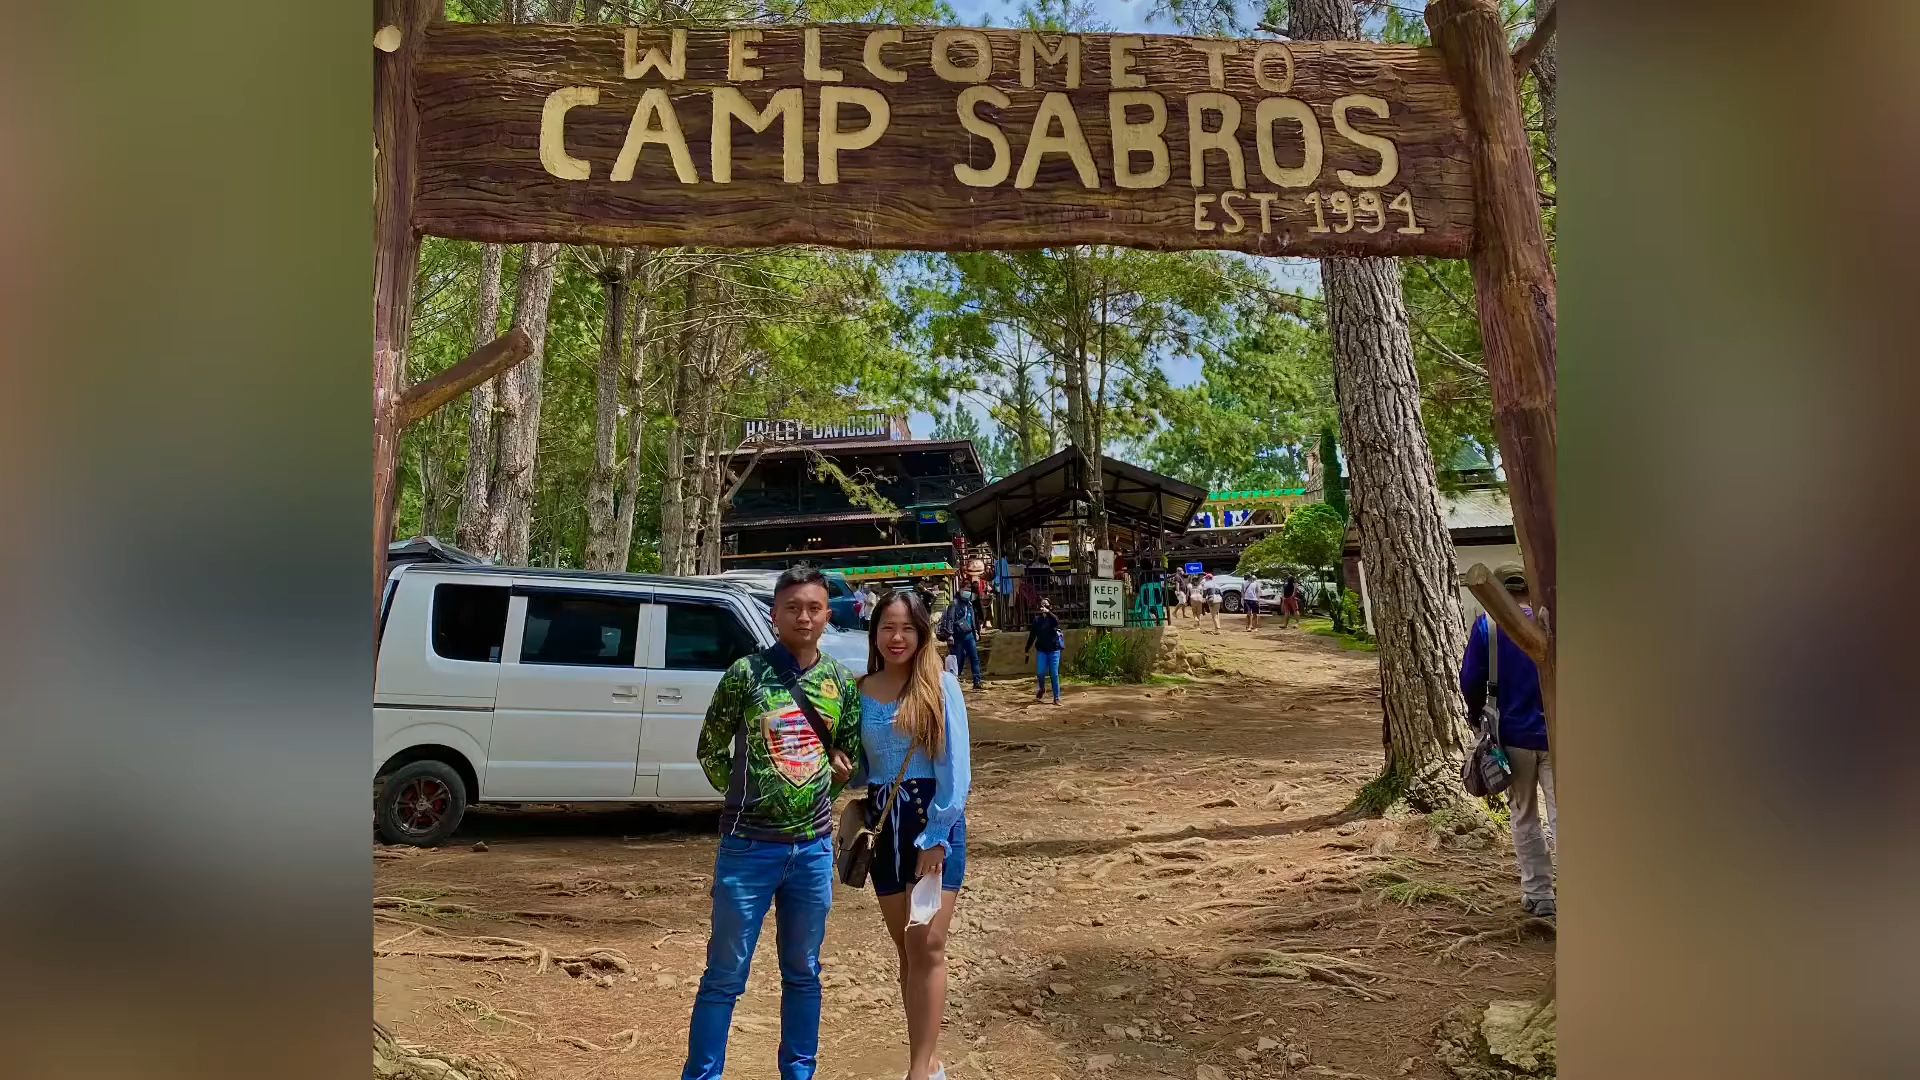 WELCOME TO
CAMP SABROS
EST 1994
HARLEY-DAVIDSON
KEEP
RIGHT